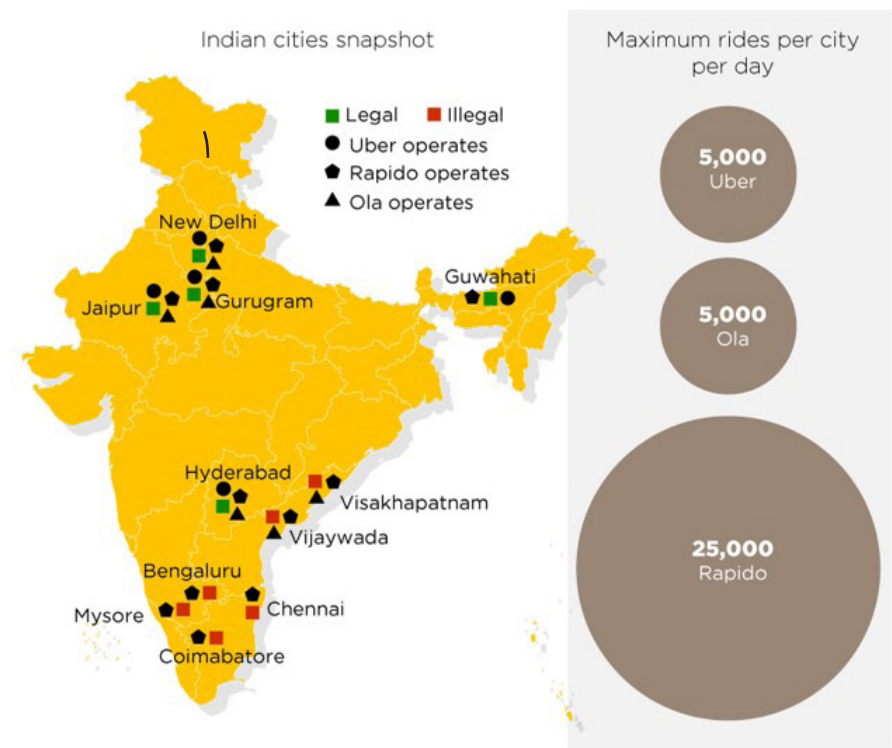 Indian cities snapshot
Legal Illegal
Uber operates
Rapido operates
Ola operates
New Delhi
Gurugram
Jaipur
Guwahati
Hyderabad
Visakhapatnam
Vijaywada
Bengaluru
Mysore
Chennai
Coimabatore
Maximum rides per city
per day
5,000
Uber
5,000
Ola
25,000
Rapido